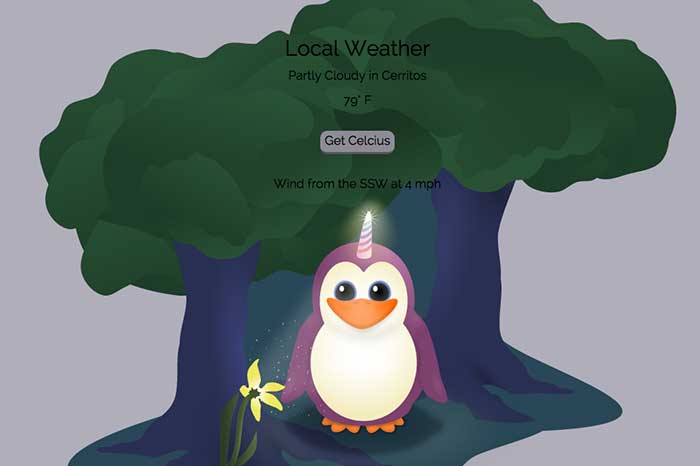 Local Weather
Partly Cloudy in Cerritos
79° F
Get Celcius
Wind from the SSW at 4 mph